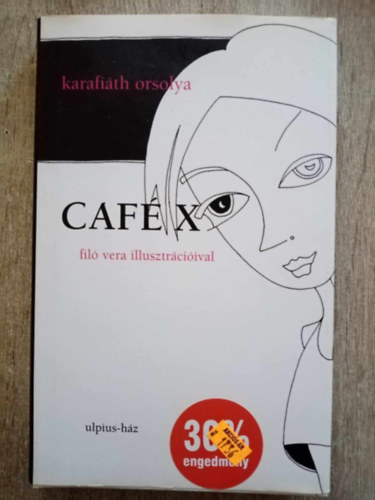 karafiáth orsolya
CAFÉ X
filó vera illusztrációival
ulpius-ház
30%
engedmény